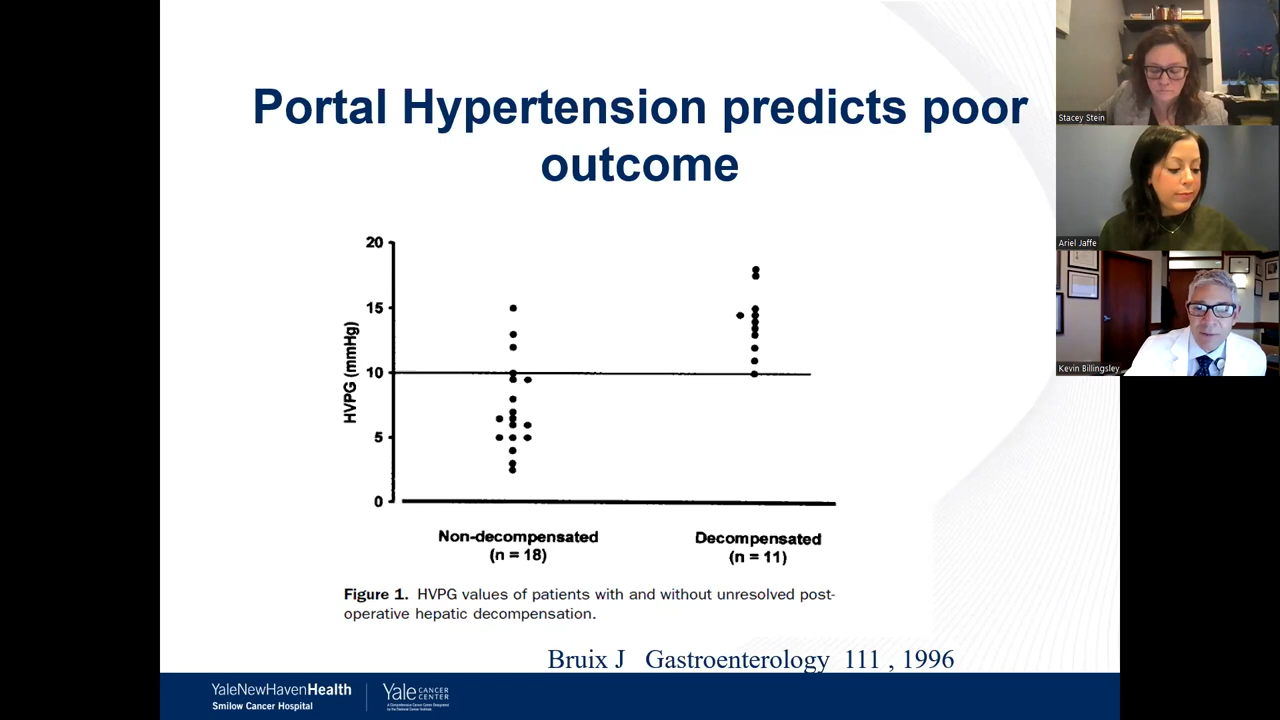 Portal Hypertension predicts poor
outcome
20
15
10
5
0
HVPG (mmHg)
Non-decompensated
(n = 18)
Decompensated
(n = 11)
Figure 1. HVPG values of patients with and without unresolved post-
operative hepatic decompensation.
Bruix J Gastroenterology 111 , 1996
YaleNewHavenHealth
Smilow Cancer Hospital
Yale CANCER
CENTER
Stacey Stein
Ariel Jaffe
Kevin Billingsley